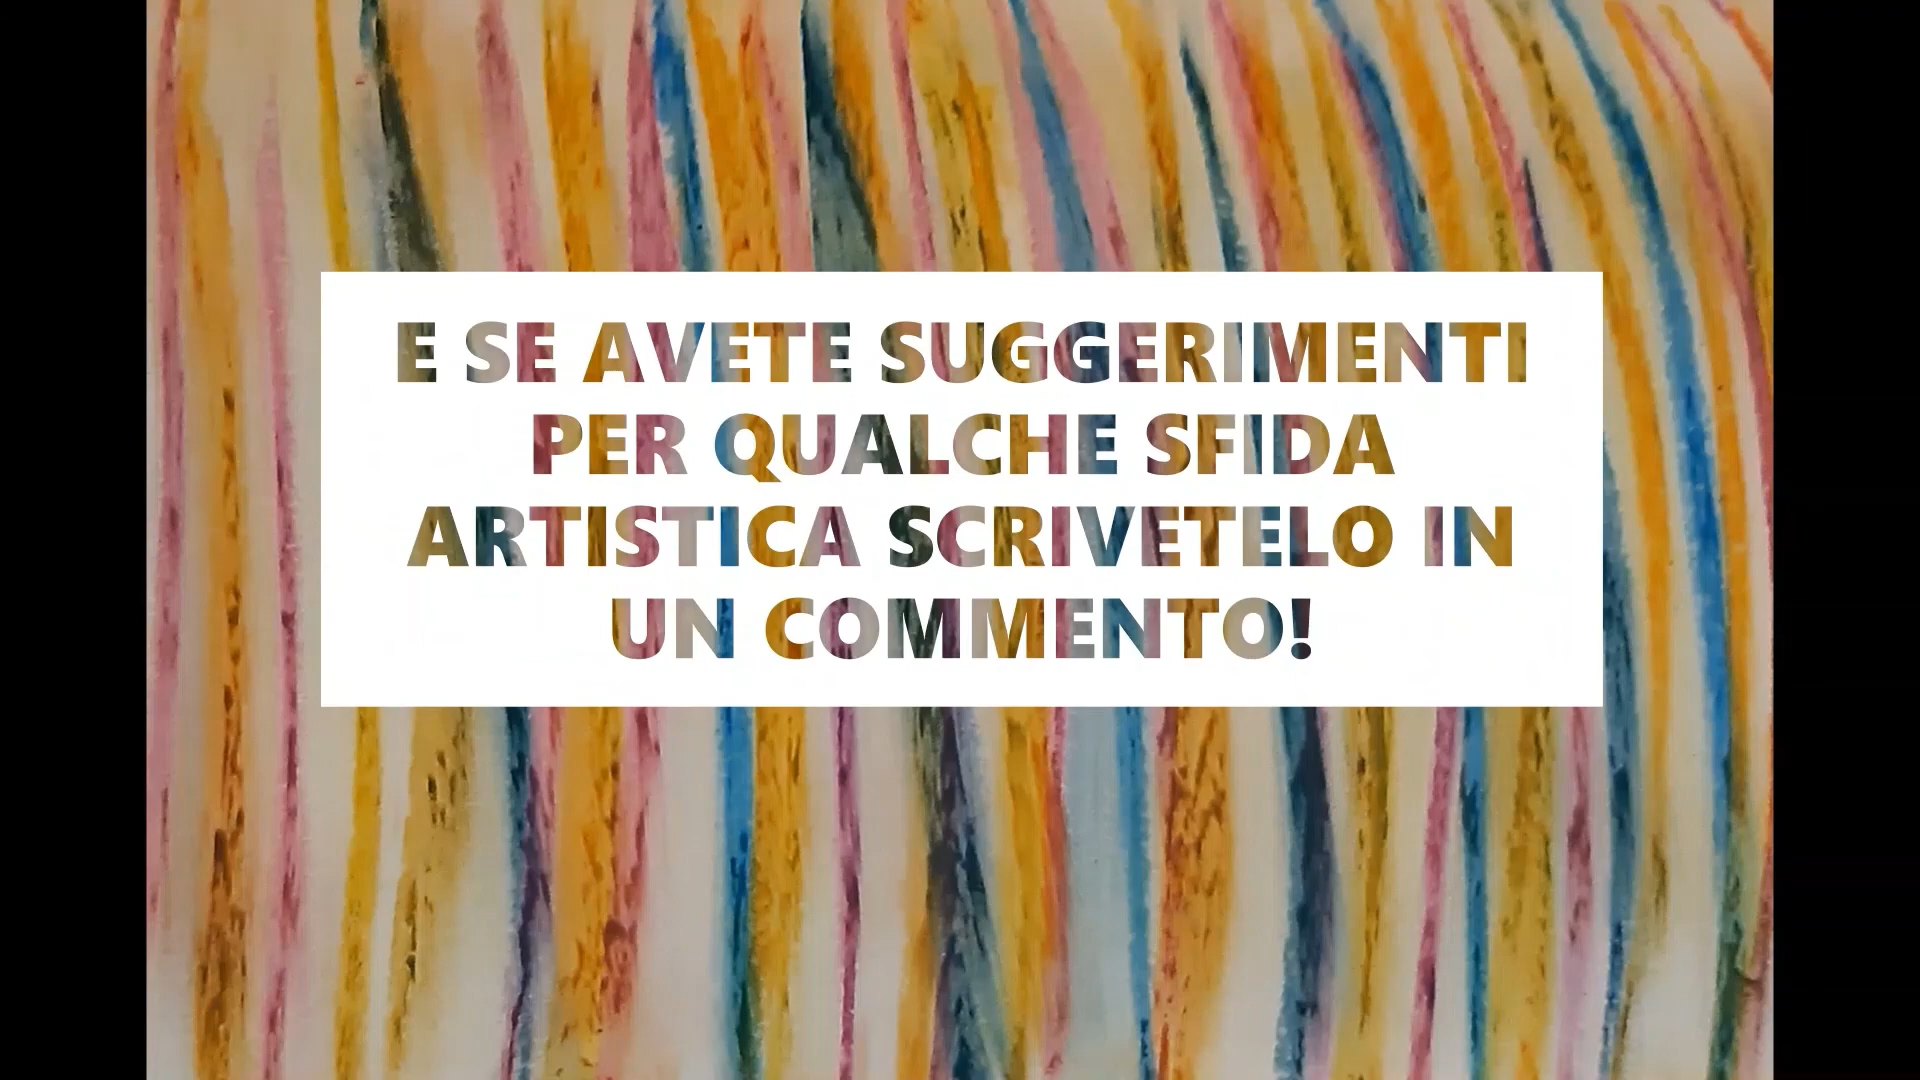 E SE AVETE SUGGERIMENTI
PER QUALCHE SFIDA
ARTISTICA SCRIVETELO IN
UN COMMENTO!